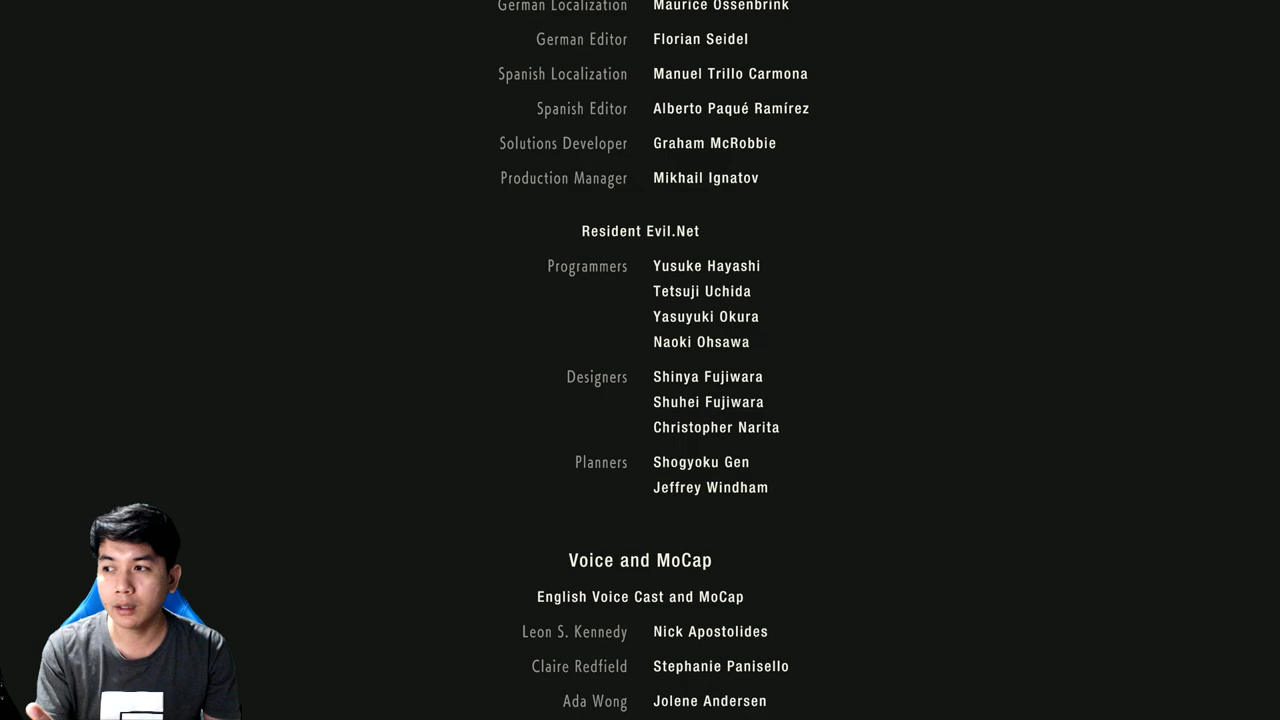 German Localization Maurice Ossenbrink
German Editor Florian Seidel
Spanish Localization Manuel Trillo Carmona
Spanish Editor Alberto Paqué Ramírez
Solutions Developer Graham McRobbie
Production Manager Mikhail Ignatov
Resident Evil.Net
Programmers Yusuke Hayashi
Tetsuji Uchida
Yasuyuki Okura
Naoki Ohsawa
Designers Shinya Fujiwara
Shuhei Fujiwara
Christopher Narita
Planners Shogyoku Gen
Jeffrey Windham
Voice and MoCap
English Voice Cast and MoCap
Leon S. Kennedy Nick Apostolides
Claire Redfield Stephanie Panisello
Ada Wong Jolene Andersen